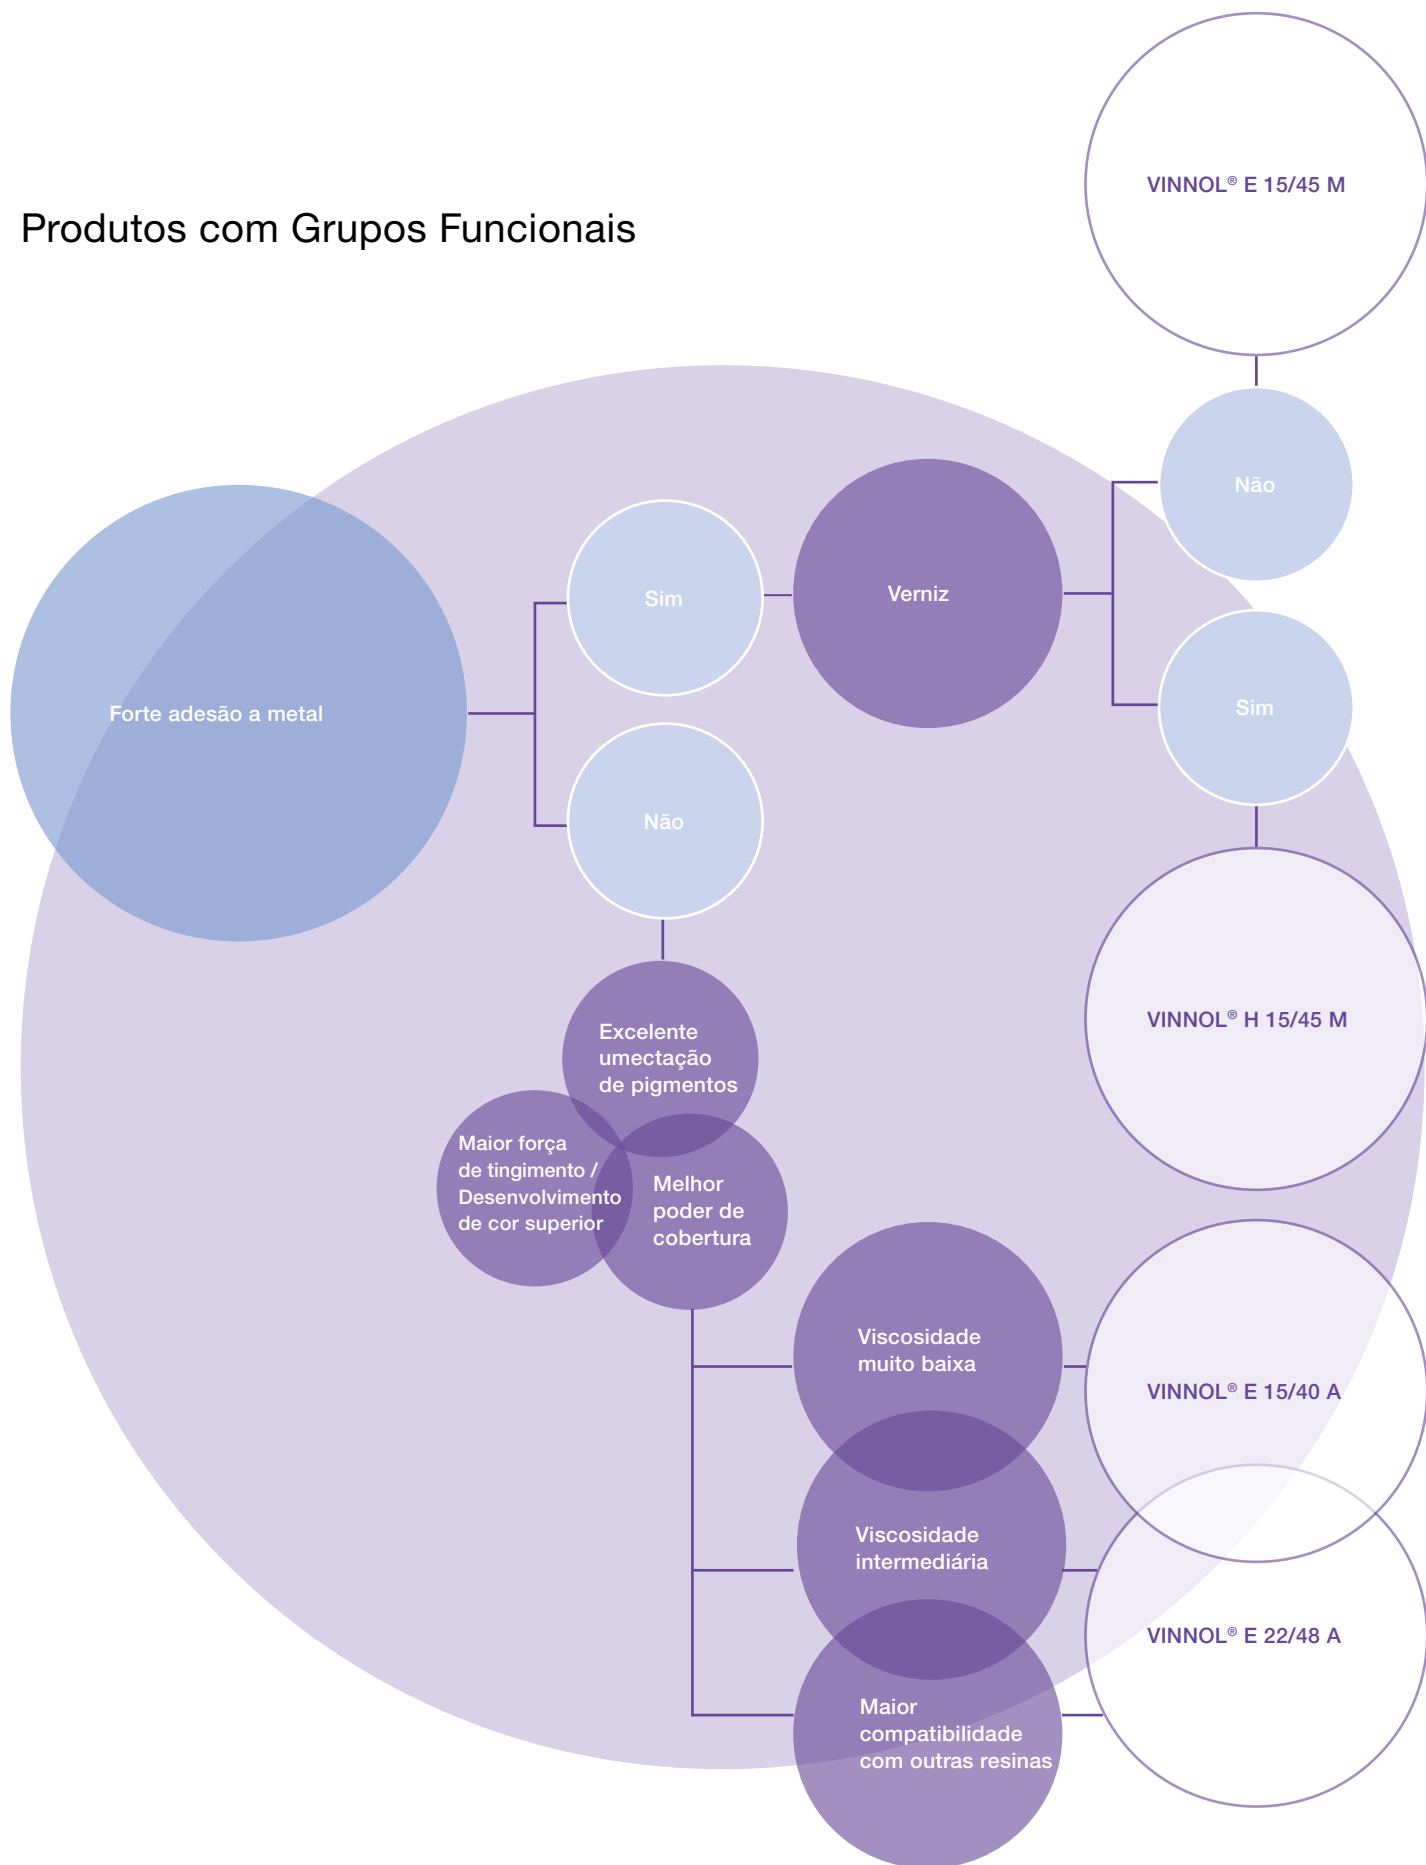 VINNOL® E 15/45 M
Produtos com Grupos Funcionais
Não
Sim
Verniz
Sim
Forte adesão a metal
Não
VINNOL® H 15/45 M
Excelente
umectação
de pigmentos
Maior força
de tingimento /
Desenvolvimento
de cor superior
Melhor
poder de
cobertura
Viscosidade
muito baixa
VINNOL® E 15/40 A
Viscosidade
intermediária
VINNOL® E 22/48 A
Maior
compatibilidade
com outras resinas